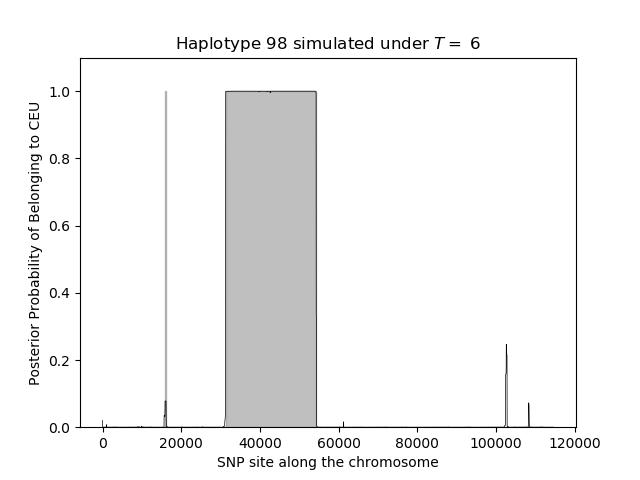 Haplotype 98 simulated under T = 6
Posterior Probability of Belonging to CEU
1.0
0.8
0.6
0.4
0.2
0.0
0 20000 40000 60000 80000 100000 120000
SNP site along the chromosome